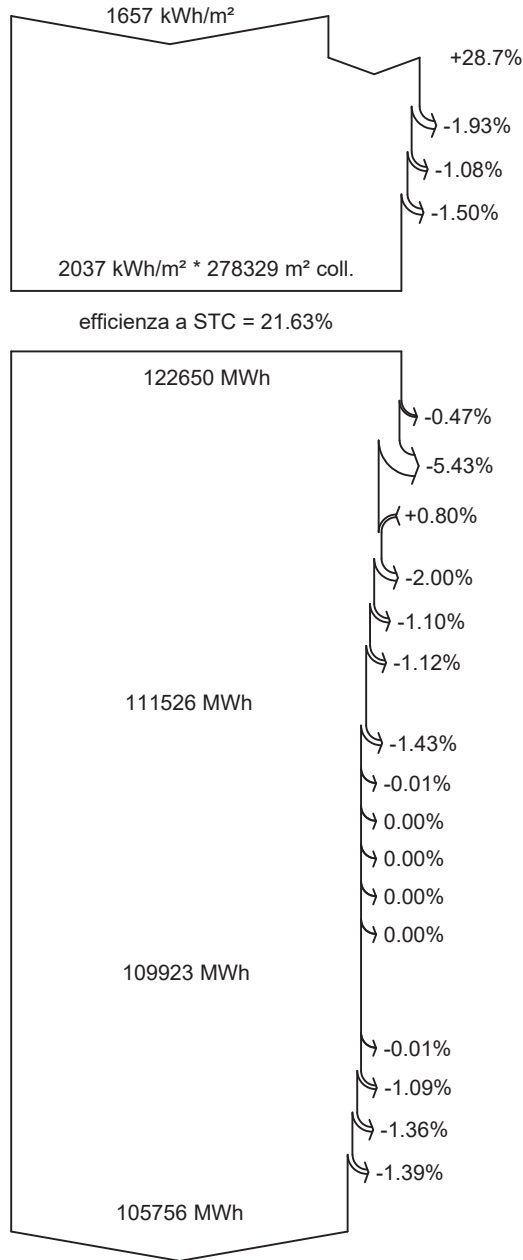 1657 kWh/m²
+28.7%
-1.93%
-1.08%
-1.50%
2037 kWh/m² * 278329 m² coll.
efficienza a STC = 21.63%
122650 MWh
-0.47%
-5.43%
+0.80%
-2.00%
-1.10%
-1.12%
111526 MWh
-1.43%
-0.01%
0.00%
0.00%
0.00%
0.00%
109923 MWh
-0.01%
-1.09%
-1.36%
-1.39%
105756 MWh